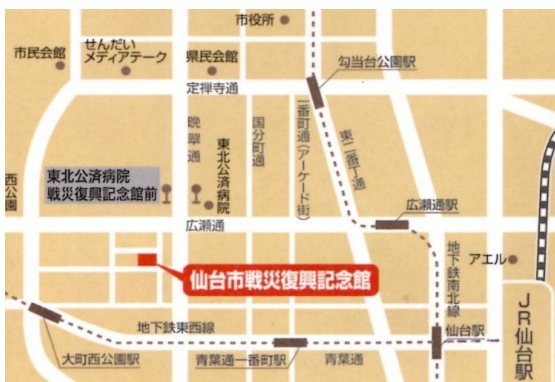 市役所
市民会館
せんだい
メディアテーク
県民会館
勾当台公園駅
定禅寺通
晩翠通
東北公済病院
国分町通
一番町通(アーケード街)
東二番丁通
西公園
東北公済病院
戦災復興記念館前
広瀬通
広瀬通駅
地下鉄南北線
アエル
仙台市戦災復興記念館
JR仙台駅
地下鉄東西線
仙台駅
大町西公園駅
青葉通一番町駅
青葉通